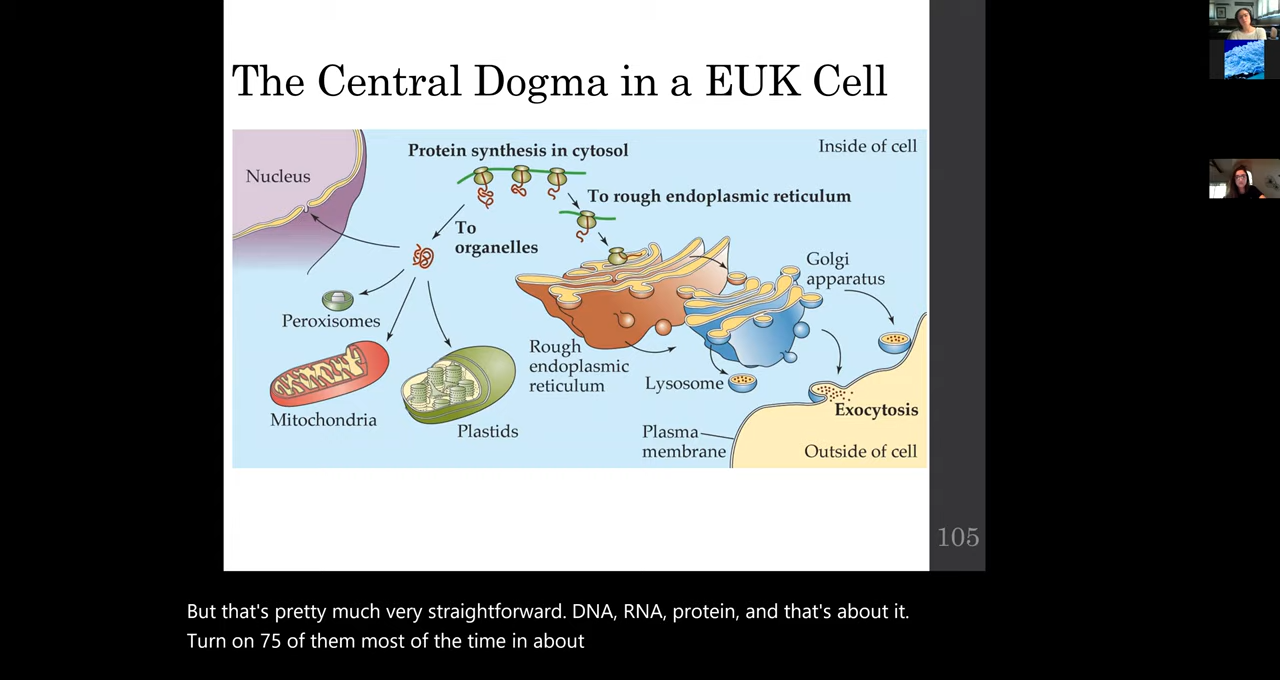 The Central Dogma in a EUK Cell
Protein synthesis in cytosol
Inside of cell
Nucleus
To rough endoplasmic reticulum
To
organelles
Golgi
apparatus
Peroxisomes
Rough
endoplasmic
reticulum
Lysosome
Mitochondria
Plastids
Exocytosis
Plasma
membrane
Outside of cell
105
But that's pretty much very straightforward. DNA, RNA, protein, and that's about it.
Turn on 75 of them most of the time in about